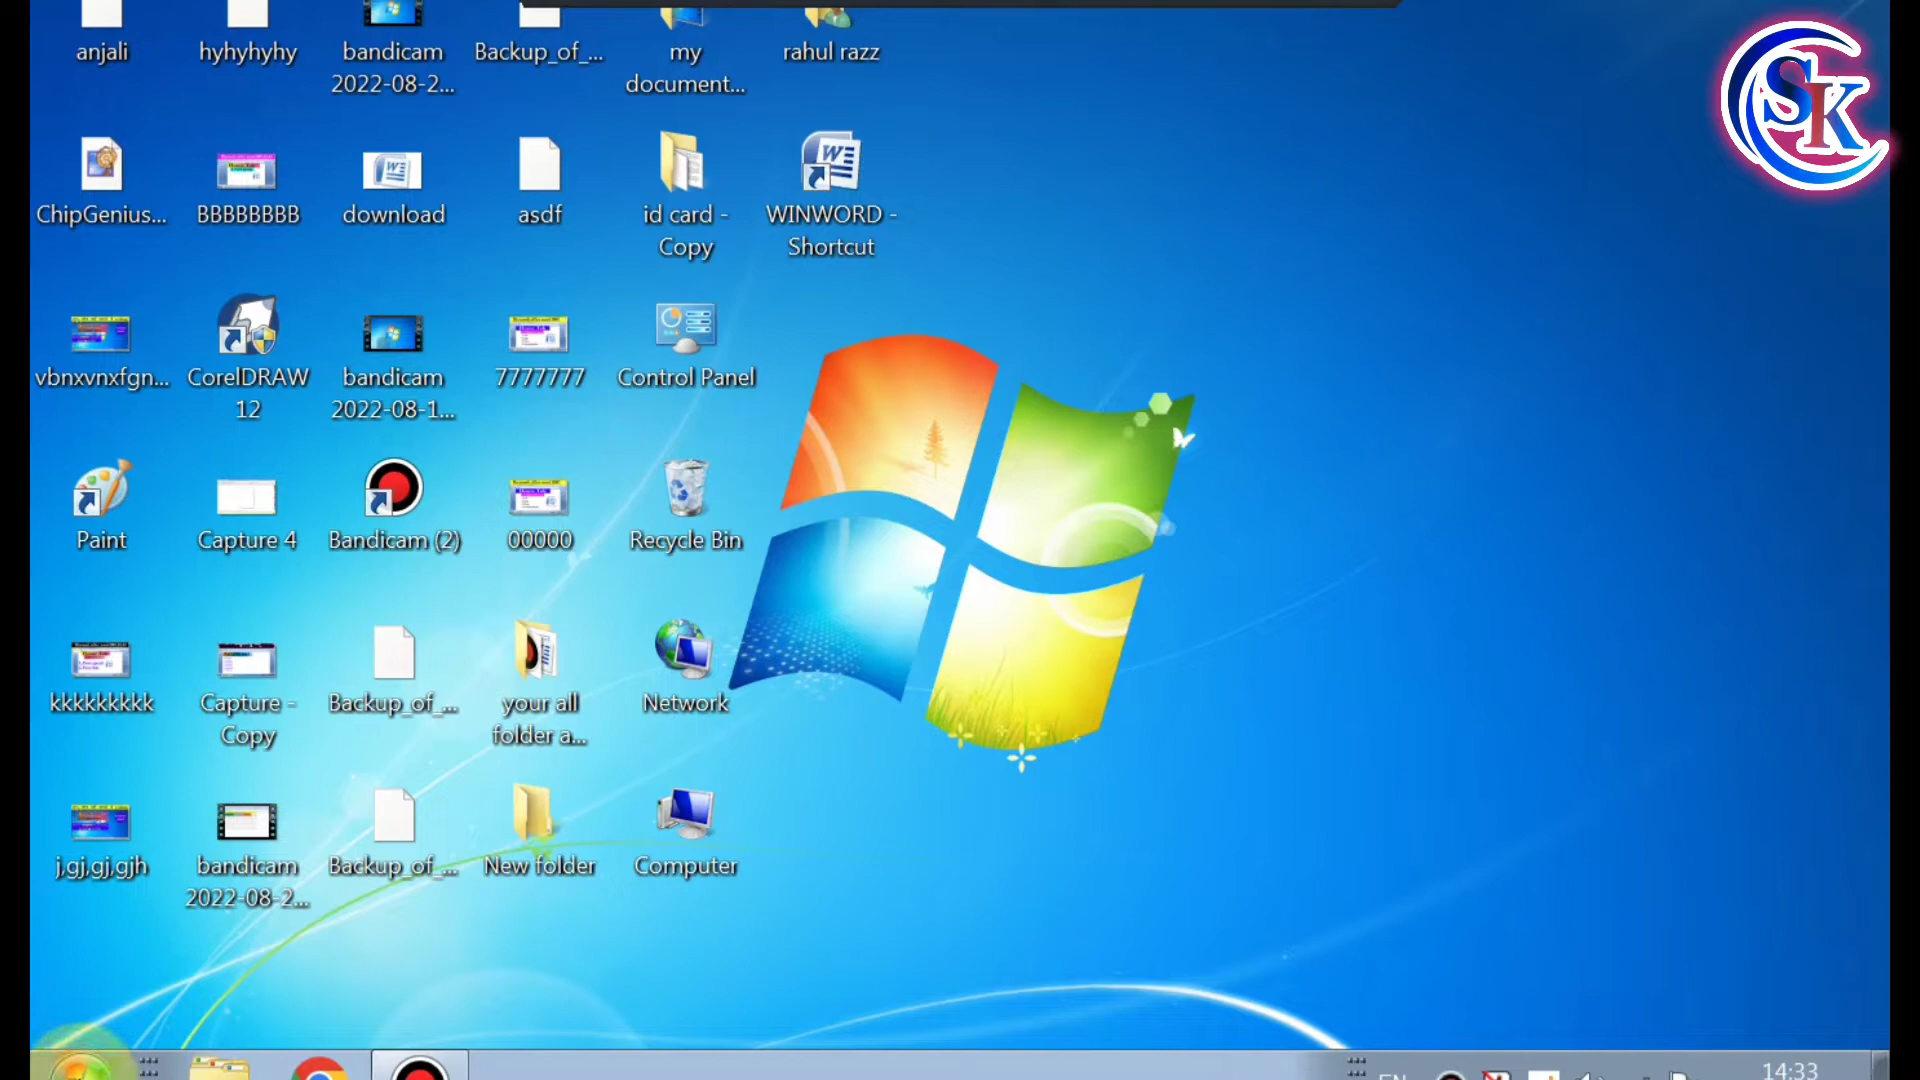 anjali
hyhyhyhy
bandicam
2022-08-2...
Backup_of_...
my
document...
rahul razz
SK
ChipGenius...
BBBBBBBB
download
asdf
id card -
Copy
WINWORD -
Shortcut
vbnxvnxfgn...
CorelDRAW
12
bandicam
2022-08-1...
7777777
Control Panel
Paint
Capture 4
Bandicam (2)
00000
Recycle Bin
kkkkkkkkk
Capture -
Copy
Backup_of_...
your all
folder a...
Network
j,gj,gj,gjh
bandicam
2022-08-2...
Backup_of_...
New folder
Computer
EN
14:33